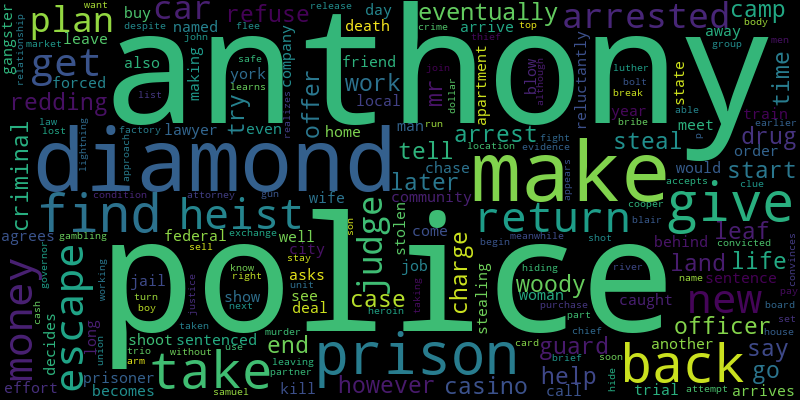 gangster
relationship
plan
want
buy
despite
john
car
flee
named
leave
refuse
release
day
death
eventually
arrive
top
crime
arrested
body
camp
market
anthony
get
also
forced
redding
list
safe
york
learns
making
try
company
realizes
offer
friend
work
local
mr
man
apartment
dollar
join
thief
blow
although
reluctantly
luther
bolt
break
group
state
away
year
men
time
train
bribe
earlier
meet
drug
law
lost
factory
lightning
approach
lawyer
even
home
run
tell
arrest
fight
location
evidence
steal
order
criminal
diamond
chase
later
make
appears
would
start
accepts
clue
condition
attorney
gun
wife
community
cooper
give
find
heist
judge
stolen
return
blair
behind
convicted
leaf
agrees
gambling
federal
exchange
well
son
come
begin
meanwhile
shot
land
life
convinces
money
governor
escape
working
police
sell
city
know
right
stay
asks
job
charge
hiding
river
jail
turn
boy
justice
show
next
unit
see
deal
case
heroin
taking
stealing
woody
woman
purchase
part
caught
name
sentence
new
pay
cash
decides
long
union
taken
shoot
sentenced
murder
end
prison
card
chief
guard
officer
board
set
another
house
say
effort
prisoner
becomes
trio
arm
without
use
samuel
take
leaving
partner
kill
however
casino
brief
help
call
soon
hide
trial
attempt
back
go
arrives